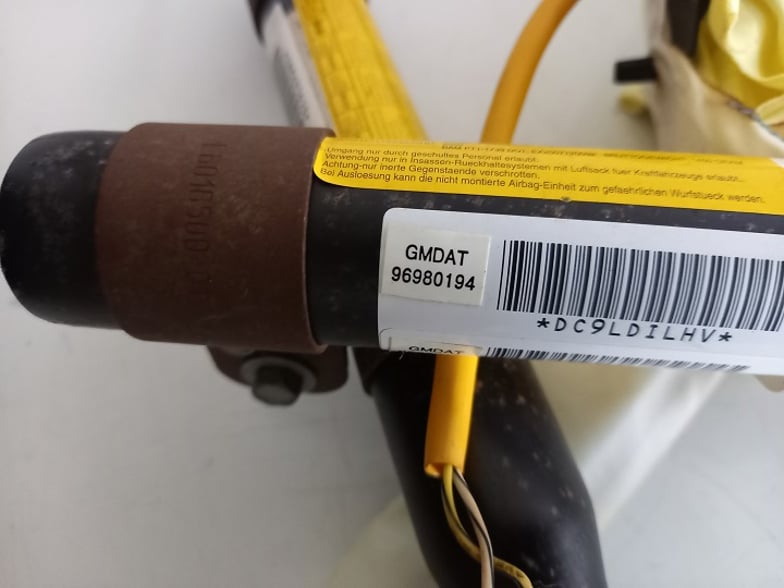 Umgang nur durch geschultes Personal erlaubt.
Verwendung nur in Insassen-Rueckhaltesystemen mit Luftsack fuer Kraftfahrzeuge erlaubt.
Achtung-nur inerte Gegenstaende verschrotten.
Bei Ausloesung kann die nicht montierte Airbag-Einheit zum gefaehrlichen Wurfstueck werden.
GMDAT
96980194
*DC9LDILHV*
GMDAT